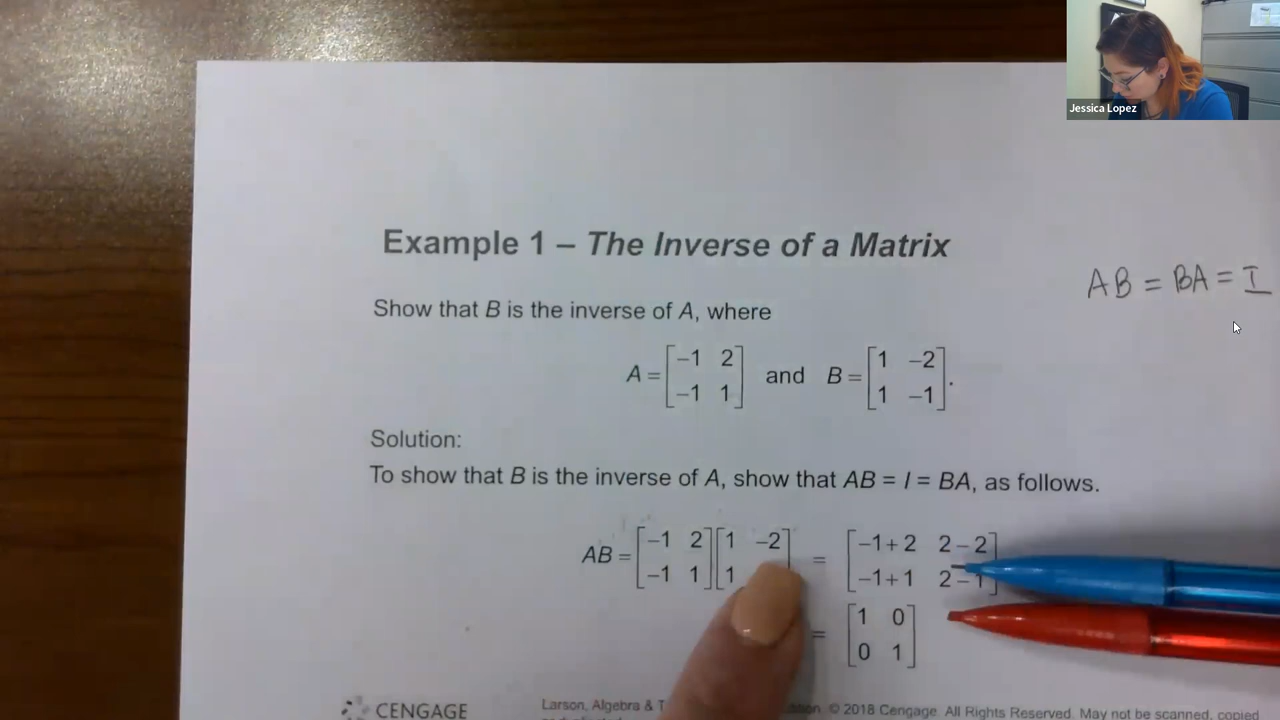 Jessica Lopez
Example 1 – The Inverse of a Matrix
AB = BA = I
Show that B is the inverse of A, where
A = [−1 2; −1 1] and B = [1 −2; 1 −1].
Solution:
To show that B is the inverse of A, show that AB = I = BA, as follows.
AB = [−1 2; −1 1][1 −2; 1 = [−1+2 2−2; −1+1 2−1]
= [1 0; 0 1]
CENGAGE
Larson, Algebra & © 2018 Cengage. All Rights Reserved. May not be scanned, copied